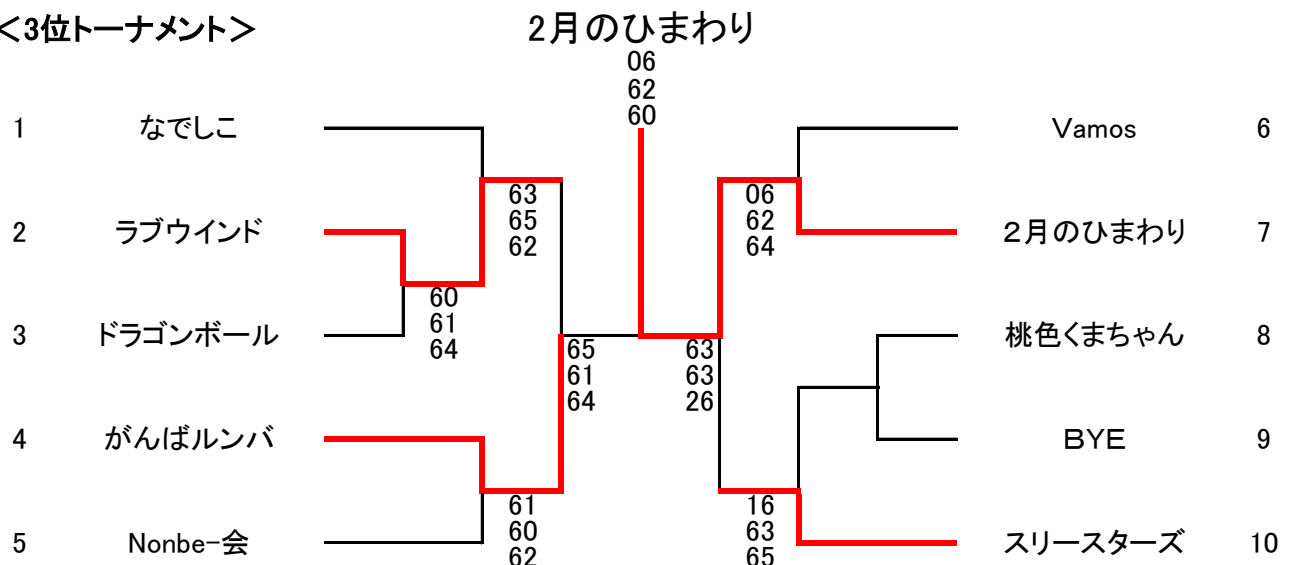 <3位トーナメント>
2月のひまわり
06
62
60
1 なでしこ
Vamos 6
63
65
62
06
62
64
2 ラブウインド
2月のひまわり 7
60
61
64
3 ドラゴンボール
桃色くまちゃん 8
65
61
64
63
63
26
4 がんばルンバ
BYE 9
61
60
62
16
63
65
5 Nonbe-会
スリースターズ 10